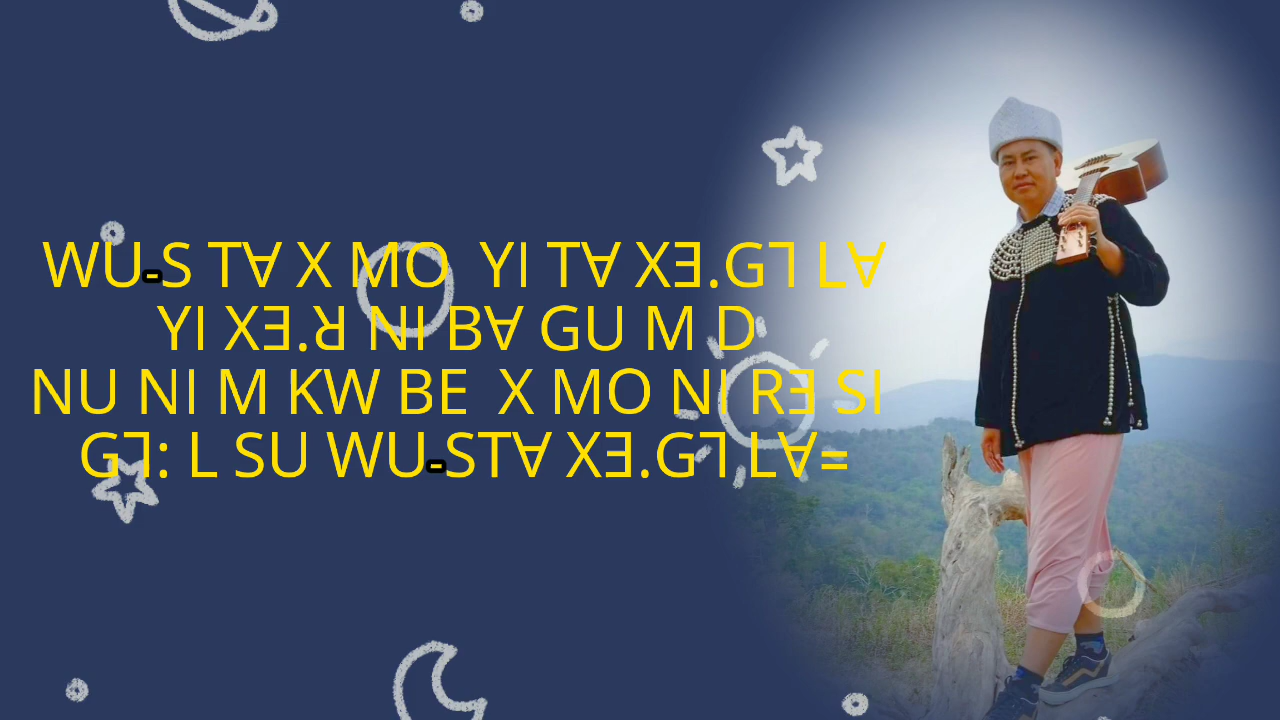 ꓪꓴ-ꓢ ꓔꓯ ꓫ ꓟꓳ ꓬꓲ ꓔꓯ ꓫꓱꓸꓖꓶ ꓡꓯ
ꓬꓲ ꓫꓱꓸꓤ ꓠꓲ ꓐꓯ ꓖꓴ ꓟ ꓓ
ꓠꓴ ꓠꓲ ꓟ ꓗꓪ ꓐꓰ ꓫ ꓟꓳ ꓠꓲ ꓣꓱ ꓢꓲ
ꓖꓶꓽ ꓡ ꓢꓴ ꓪꓴ-ꓢꓔꓯ ꓫꓱꓸꓖꓶ ꓡꓯ꓿